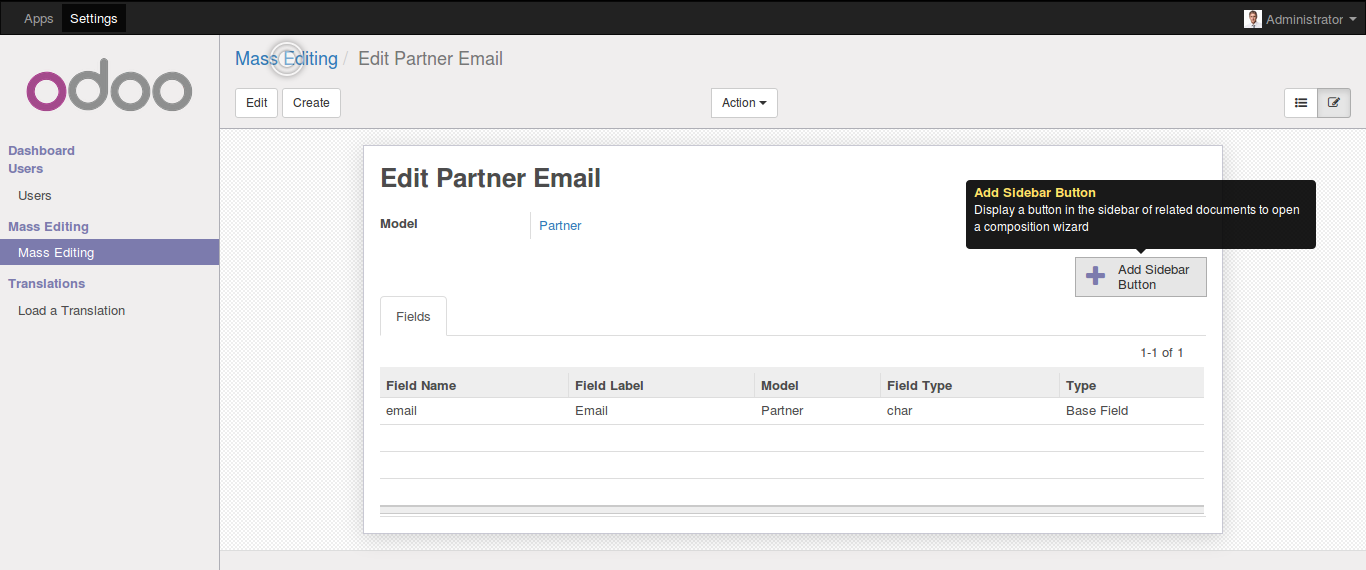 Apps Settings Administrator
odoo
Mass Editing / Edit Partner Email
Edit Create Action
Dashboard
Users
Users
Mass Editing
Mass Editing
Translations
Load a Translation
Edit Partner Email
Add Sidebar Button
Display a button in the sidebar of related documents to open
a composition wizard
Model Partner
Add Sidebar
Button
Fields
1-1 of 1
Field Name Field Label Model Field Type Type
email Email Partner char Base Field